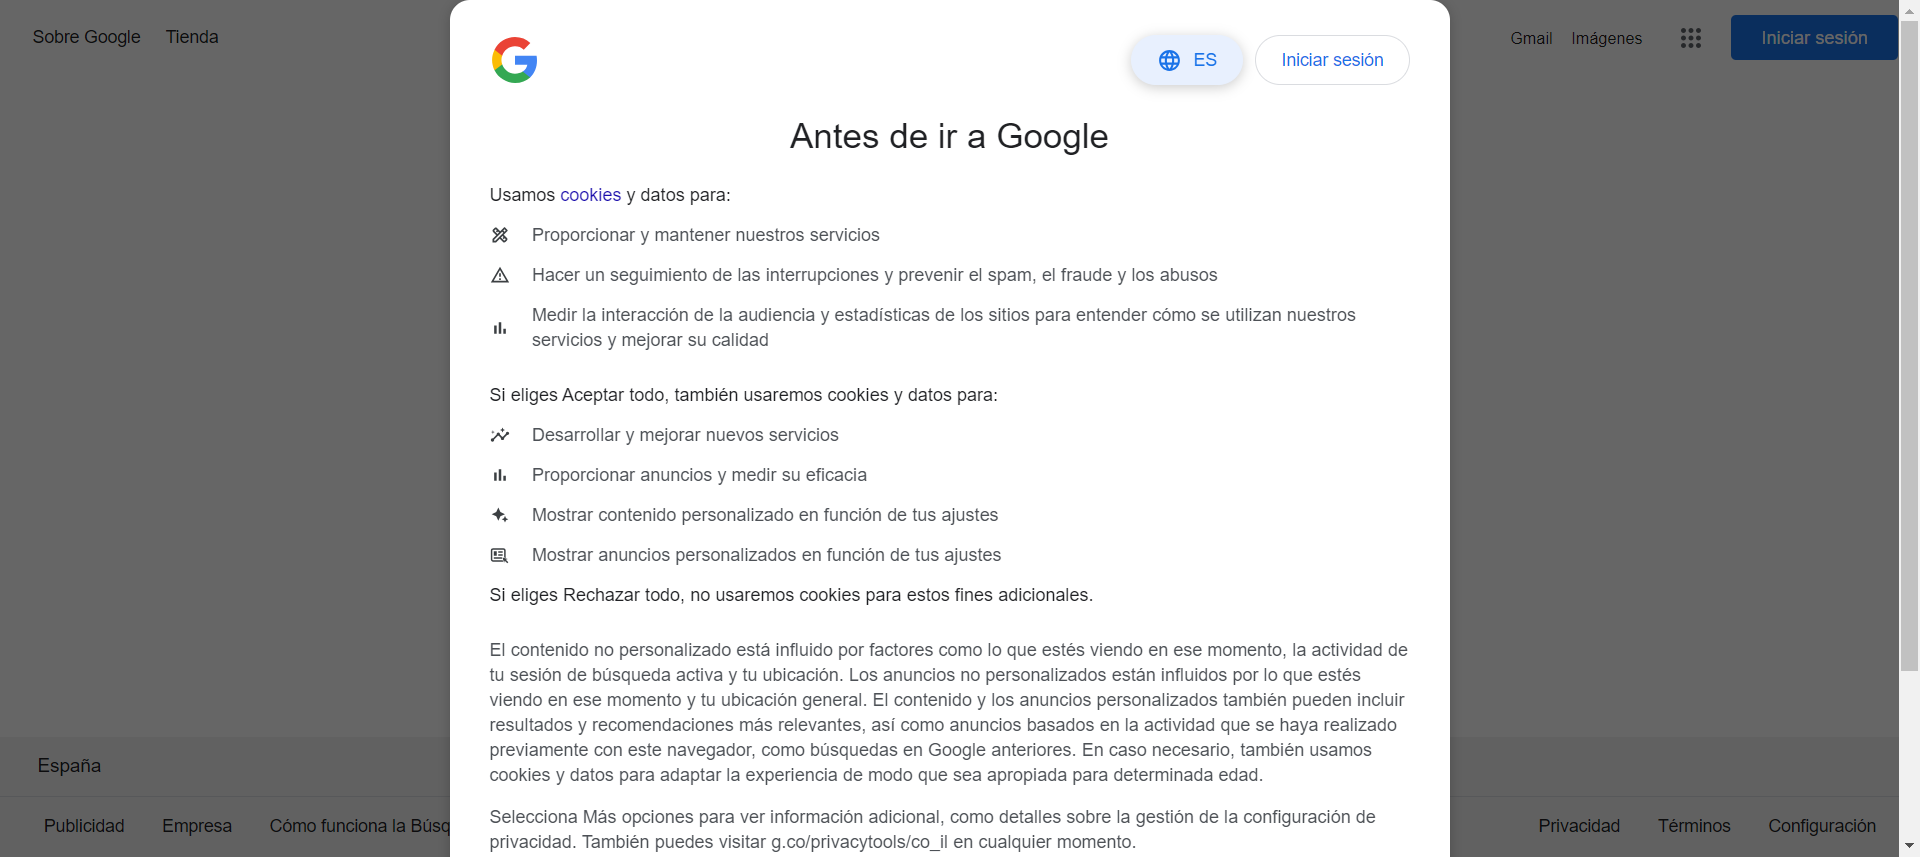 Sobre Google Tienda
Gmail Imágenes Iniciar sesión
ES Iniciar sesión
Antes de ir a Google
Usamos cookies y datos para:
Proporcionar y mantener nuestros servicios
Hacer un seguimiento de las interrupciones y prevenir el spam, el fraude y los abusos
Medir la interacción de la audiencia y estadísticas de los sitios para entender cómo se utilizan nuestros
servicios y mejorar su calidad
Si eliges Aceptar todo, también usaremos cookies y datos para:
Desarrollar y mejorar nuevos servicios
Proporcionar anuncios y medir su eficacia
Mostrar contenido personalizado en función de tus ajustes
Mostrar anuncios personalizados en función de tus ajustes
Si eliges Rechazar todo, no usaremos cookies para estos fines adicionales.
El contenido no personalizado está influido por factores como lo que estés viendo en ese momento, la actividad de
tu sesión de búsqueda activa y tu ubicación. Los anuncios no personalizados están influidos por lo que estés
viendo en ese momento y tu ubicación general. El contenido y los anuncios personalizados también pueden incluir
resultados y recomendaciones más relevantes, así como anuncios basados en la actividad que se haya realizado
previamente con este navegador, como búsquedas en Google anteriores. En caso necesario, también usamos
cookies y datos para adaptar la experiencia de modo que sea apropiada para determinada edad.
Selecciona Más opciones para ver información adicional, como detalles sobre la gestión de la configuración de
privacidad. También puedes visitar g.co/privacytools/co_il en cualquier momento.
España
Publicidad Empresa Cómo funciona la Búsq
Privacidad Términos Configuración